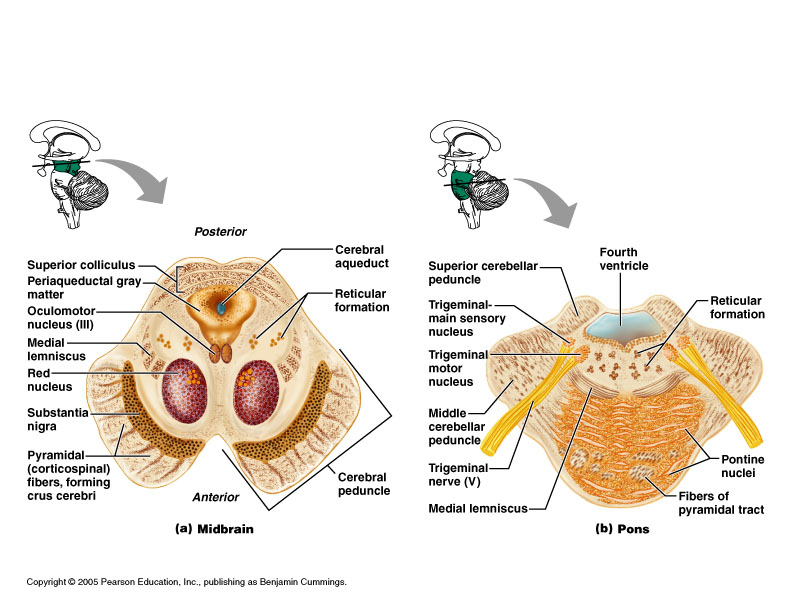 Posterior
Superior colliculus
Periaqueductal gray
matter
Oculomotor
nucleus (III)
Medial
lemniscus
Red
nucleus
Substantia
nigra
Pyramidal
(corticospinal)
fibers, forming
crus cerebri
Cerebral
aqueduct
Reticular
formation
Cerebral
peduncle
Anterior
(a) Midbrain
Fourth
ventricle
Superior cerebellar
peduncle
Trigeminal-
main sensory
nucleus
Trigeminal
motor
nucleus
Middle
cerebellar
peduncle
Trigeminal
nerve (V)
Medial lemniscus
Reticular
formation
Pontine
nuclei
Fibers of
pyramidal tract
(b) Pons
Copyright © 2005 Pearson Education, Inc., publishing as Benjamin Cummings.